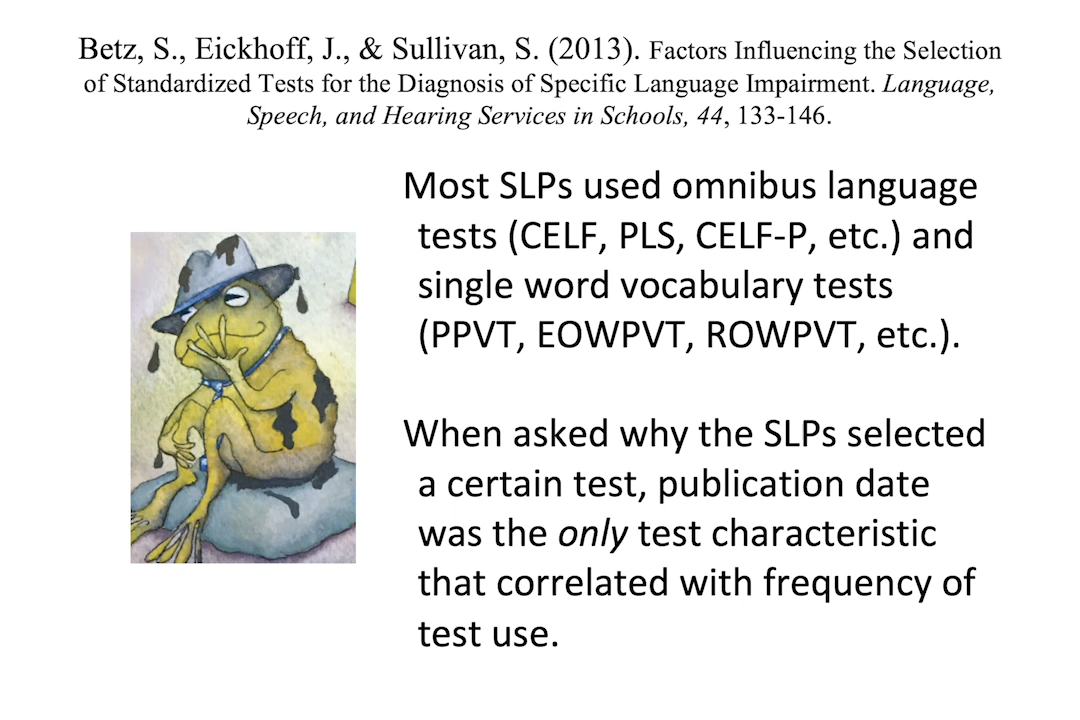 Betz, S., Eickhoff, J., & Sullivan, S. (2013). Factors Influencing the Selection
of Standardized Tests for the Diagnosis of Specific Language Impairment. Language,
Speech, and Hearing Services in Schools, 44, 133-146.
Most SLPs used omnibus language
tests (CELF, PLS, CELF-P, etc.) and
single word vocabulary tests
(PPVT, EOWPVT, ROWPVT, etc.).
When asked why the SLPs selected
a certain test, publication date
was the only test characteristic
that correlated with frequency of
test use.